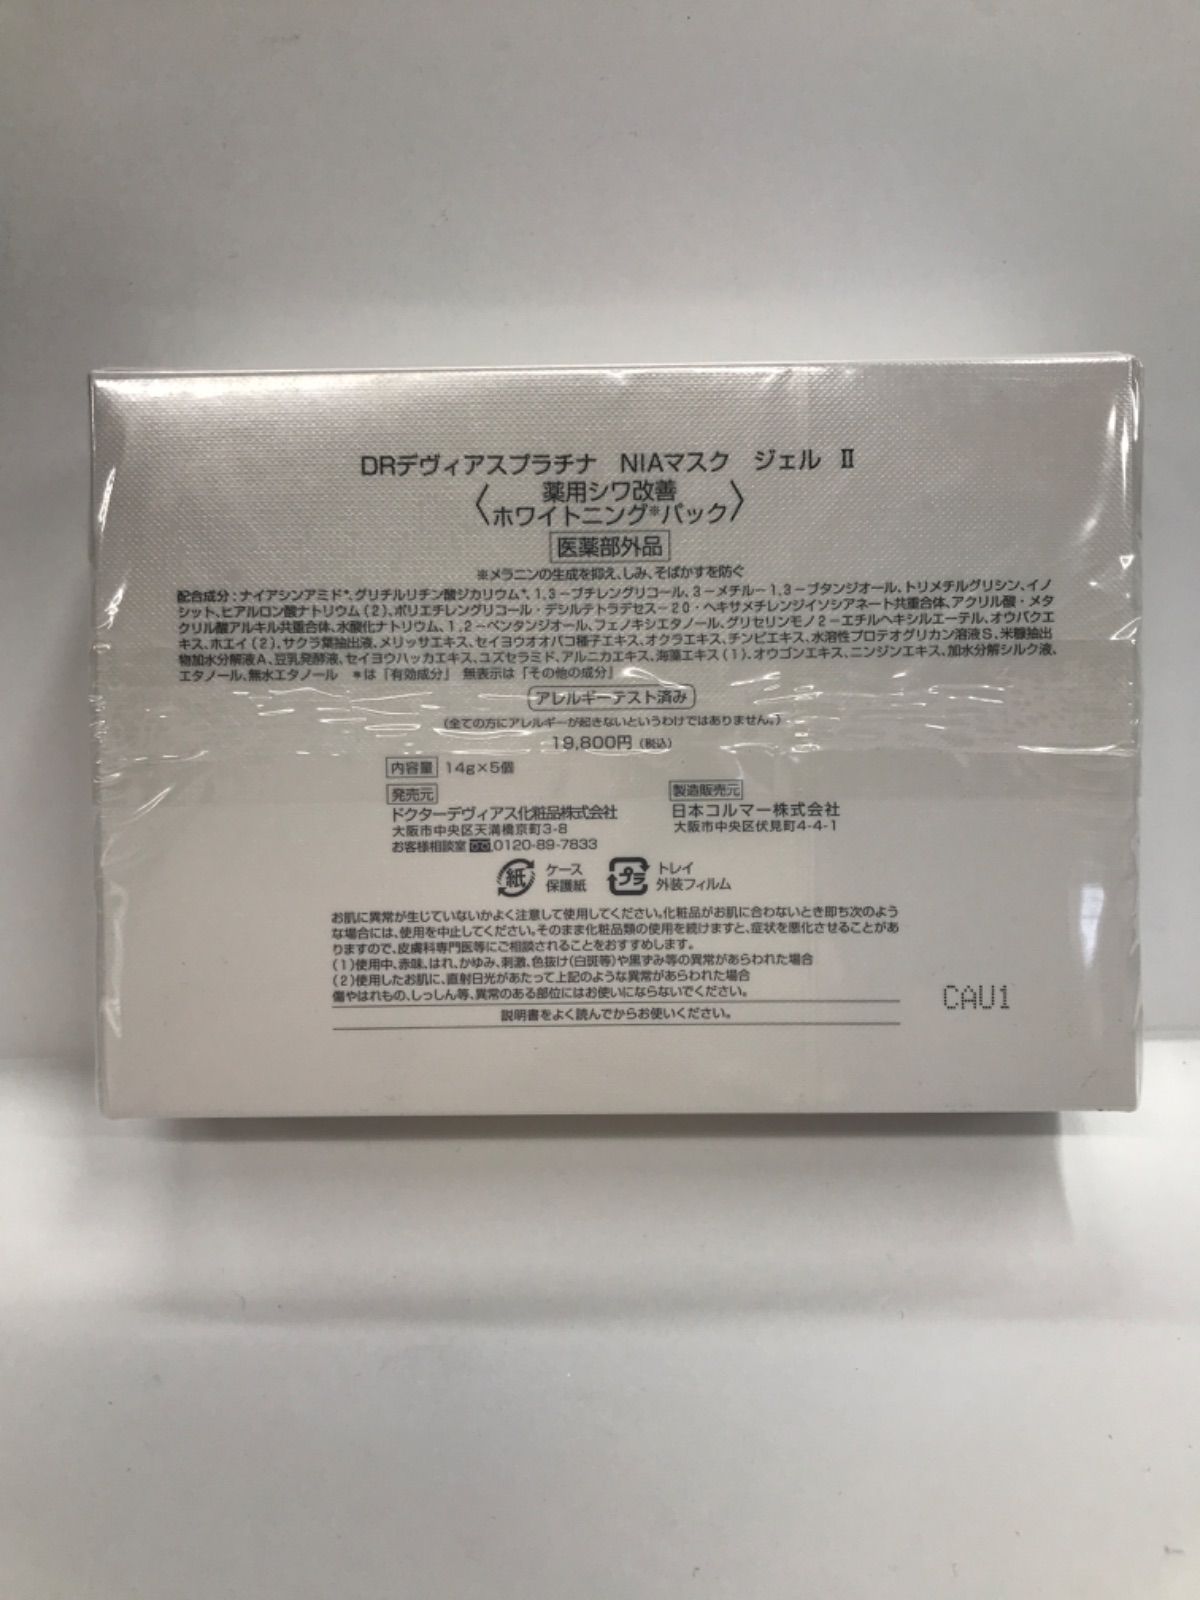 DRデヴィアスプラチナ NIAマスク ジェル Ⅱ
〈薬用シワ改善
ホワイトニング※パック〉
医薬部外品
※メラニンの生成を抑え、しみ、そばかすを防ぐ
配合成分：ナイアシンアミド*、グリチルリチン酸ジカリウム*、1,3-ブチレングリコール、3-メチル-1,3-ブタンジオール、トリメチルグリシン、イノ
シット、ヒアルロン酸ナトリウム(2)、ポリエチレングリコール・デシルテトラデセス-20・ヘキサメチレンジイソシアネート共重合体、アクリル酸・メタ
クリル酸アルキル共重合体、水酸化ナトリウム、1,2-ペンタンジオール、フェノキシエタノール、グリセリンモノ2-エチルヘキシルエーテル、オウバクエ
キス、ホエイ(2)、サクラ葉抽出液、メリッサエキス、セイヨウオオバコ種子エキス、オクラエキス、チンピエキス、水溶性プロテオグリカン溶液S、米糠抽出
物加水分解液A、豆乳発酵液、セイヨウハッカエキス、ユズセラミド、アルニカエキス、海藻エキス(1)、オウゴンエキス、ニンジンエキス、加水分解シルク液、
エタノール、無水エタノール *は「有効成分」 無表示は「その他の成分」
アレルギーテスト済み
（全ての方にアレルギーが起きないというわけではありません。）
19,800円（税込）
内容量 14g×5個
発売元
ドクターデヴィアス化粧品株式会社
大阪市中央区天満橋京町3-8
お客様相談室 0120-89-7833
製造販売元
日本コルマー株式会社
大阪市中央区伏見町4-4-1
紙 ケース
保護紙
プラ トレイ
外装フィルム
お肌に異常が生じていないかよく注意して使用してください。化粧品がお肌に合わないとき即ち次のよう
な場合には、使用を中止してください。そのまま化粧品類の使用を続けますと、症状を悪化させることがあ
りますので、皮膚科専門医等にご相談されることをおすすめします。
(1)使用中、赤味、はれ、かゆみ、刺激、色抜け(白斑等)や黒ずみ等の異常があらわれた場合
(2)使用したお肌に、直射日光があたって上記のような異常があらわれた場合
傷やはれもの、しっしん等、異常のある部位にはお使いにならないでください。
説明書をよく読んでからお使いください。
CAU1